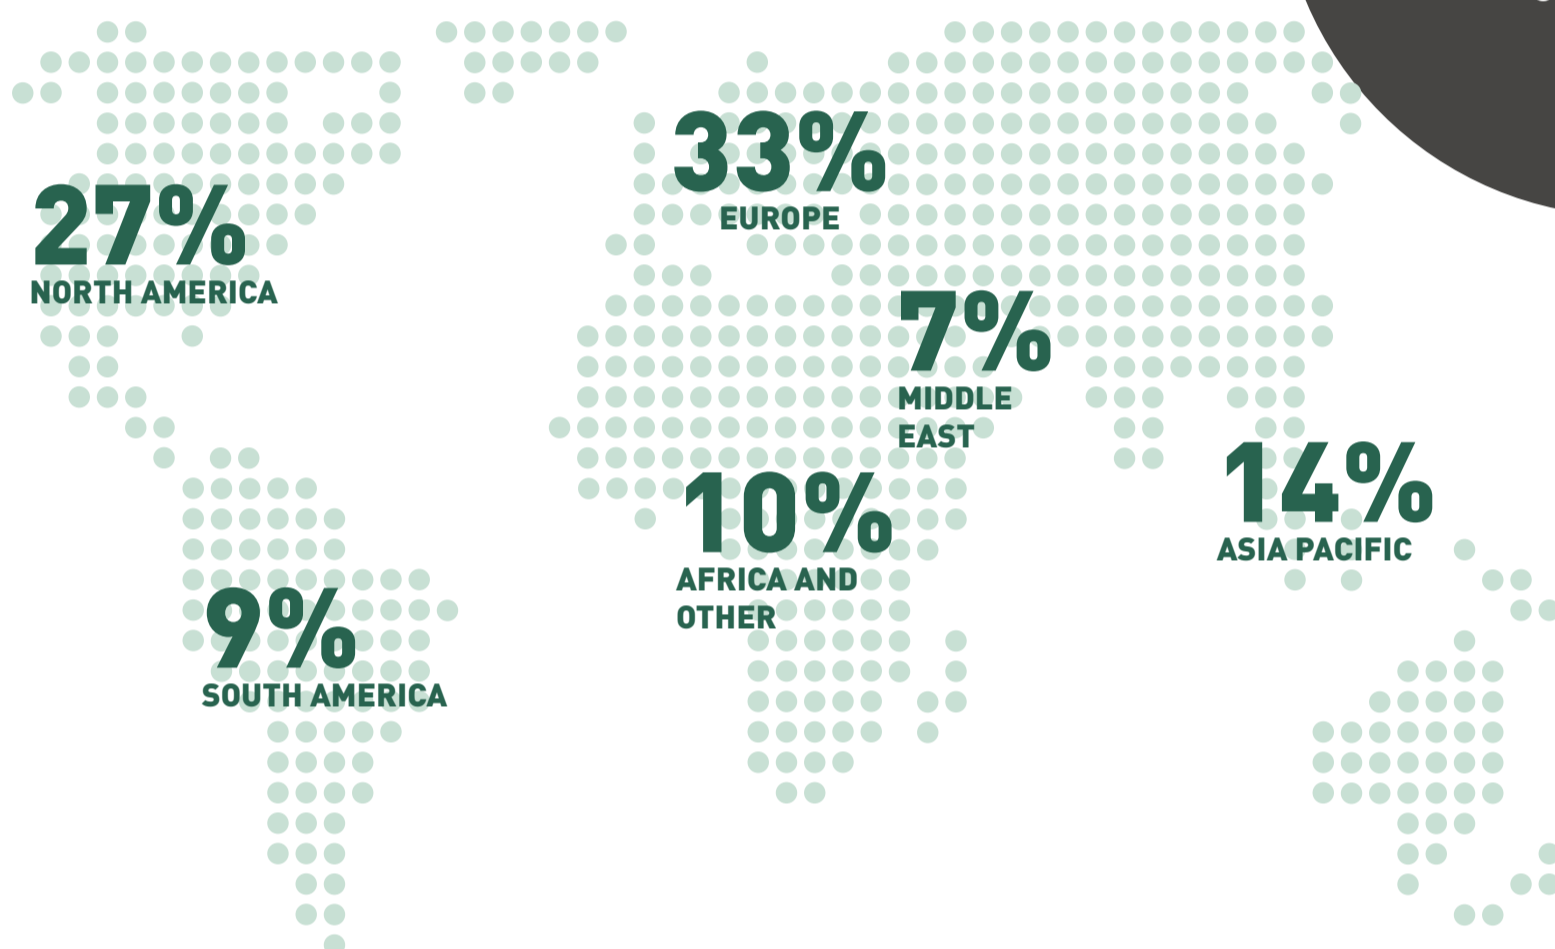 33%
EUROPE
27%
NORTH AMERICA
7%
MIDDLE
EAST
14%
ASIA PACIFIC
10%
AFRICA AND
OTHER
9%
SOUTH AMERICA